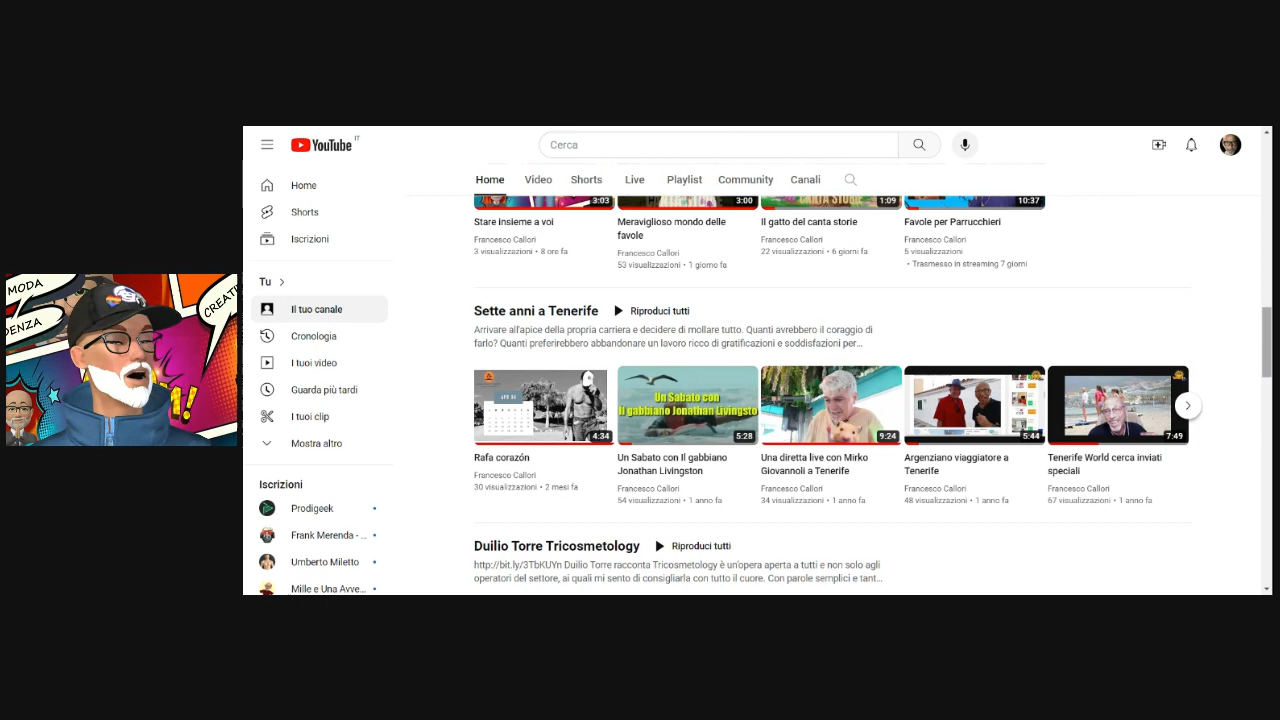 MODA
DENZA
CREATI
YouTube IT
Cerca
Home
Video
Shorts
Live
Playlist
Community
Canali
Home
Shorts
Iscrizioni
Tu
Il tuo canale
Cronologia
I tuoi video
Guarda più tardi
I tuoi clip
Mostra altro
Iscrizioni
Prodigeek
Frank Merenda - ...
Umberto Miletto
Mille e Una Avve...
3:03
3:00
CANTA STORIE
1:09
10:37
Stare insieme a voi
Francesco Callori
3 visualizzazioni • 8 ore fa
Meraviglioso mondo delle
favole
Francesco Callori
53 visualizzazioni • 1 giorno fa
Il gatto del canta storie
Francesco Callori
22 visualizzazioni • 6 giorni fa
Favole per Parrucchieri
Francesco Callori
5 visualizzazioni
• Trasmesso in streaming 7 giorni
Sette anni a Tenerife
Riproduci tutti
Arrivare all'apice della propria carriera e decidere di mollare tutto. Quanti avrebbero il coraggio di
farlo? Quanti preferirebbero abbandonare un lavoro ricco di gratificazioni e soddisfazioni per...
4:34
Un Sabato con
Il gabbiano Jonathan Livingsto
5:28
9:24
5:44
7:49
Rafa corazón
Francesco Callori
30 visualizzazioni • 2 mesi fa
Un Sabato con Il gabbiano
Jonathan Livingston
Francesco Callori
54 visualizzazioni • 1 anno fa
Una diretta live con Mirko
Giovannoli a Tenerife
Francesco Callori
34 visualizzazioni • 1 anno fa
Argenziano viaggiatore a
Tenerife
Francesco Callori
48 visualizzazioni • 1 anno fa
Tenerife World cerca inviati
speciali
Francesco Callori
67 visualizzazioni • 1 anno fa
Duilio Torre Tricosmetology
Riproduci tutti
http://bit.ly/3TbKUYn Duilio Torre racconta Tricosmetology è un'opera aperta a tutti e non solo agli
operatori del settore, ai quali mi sento di consigliarla con tutto il cuore. Con parole semplici e tant...